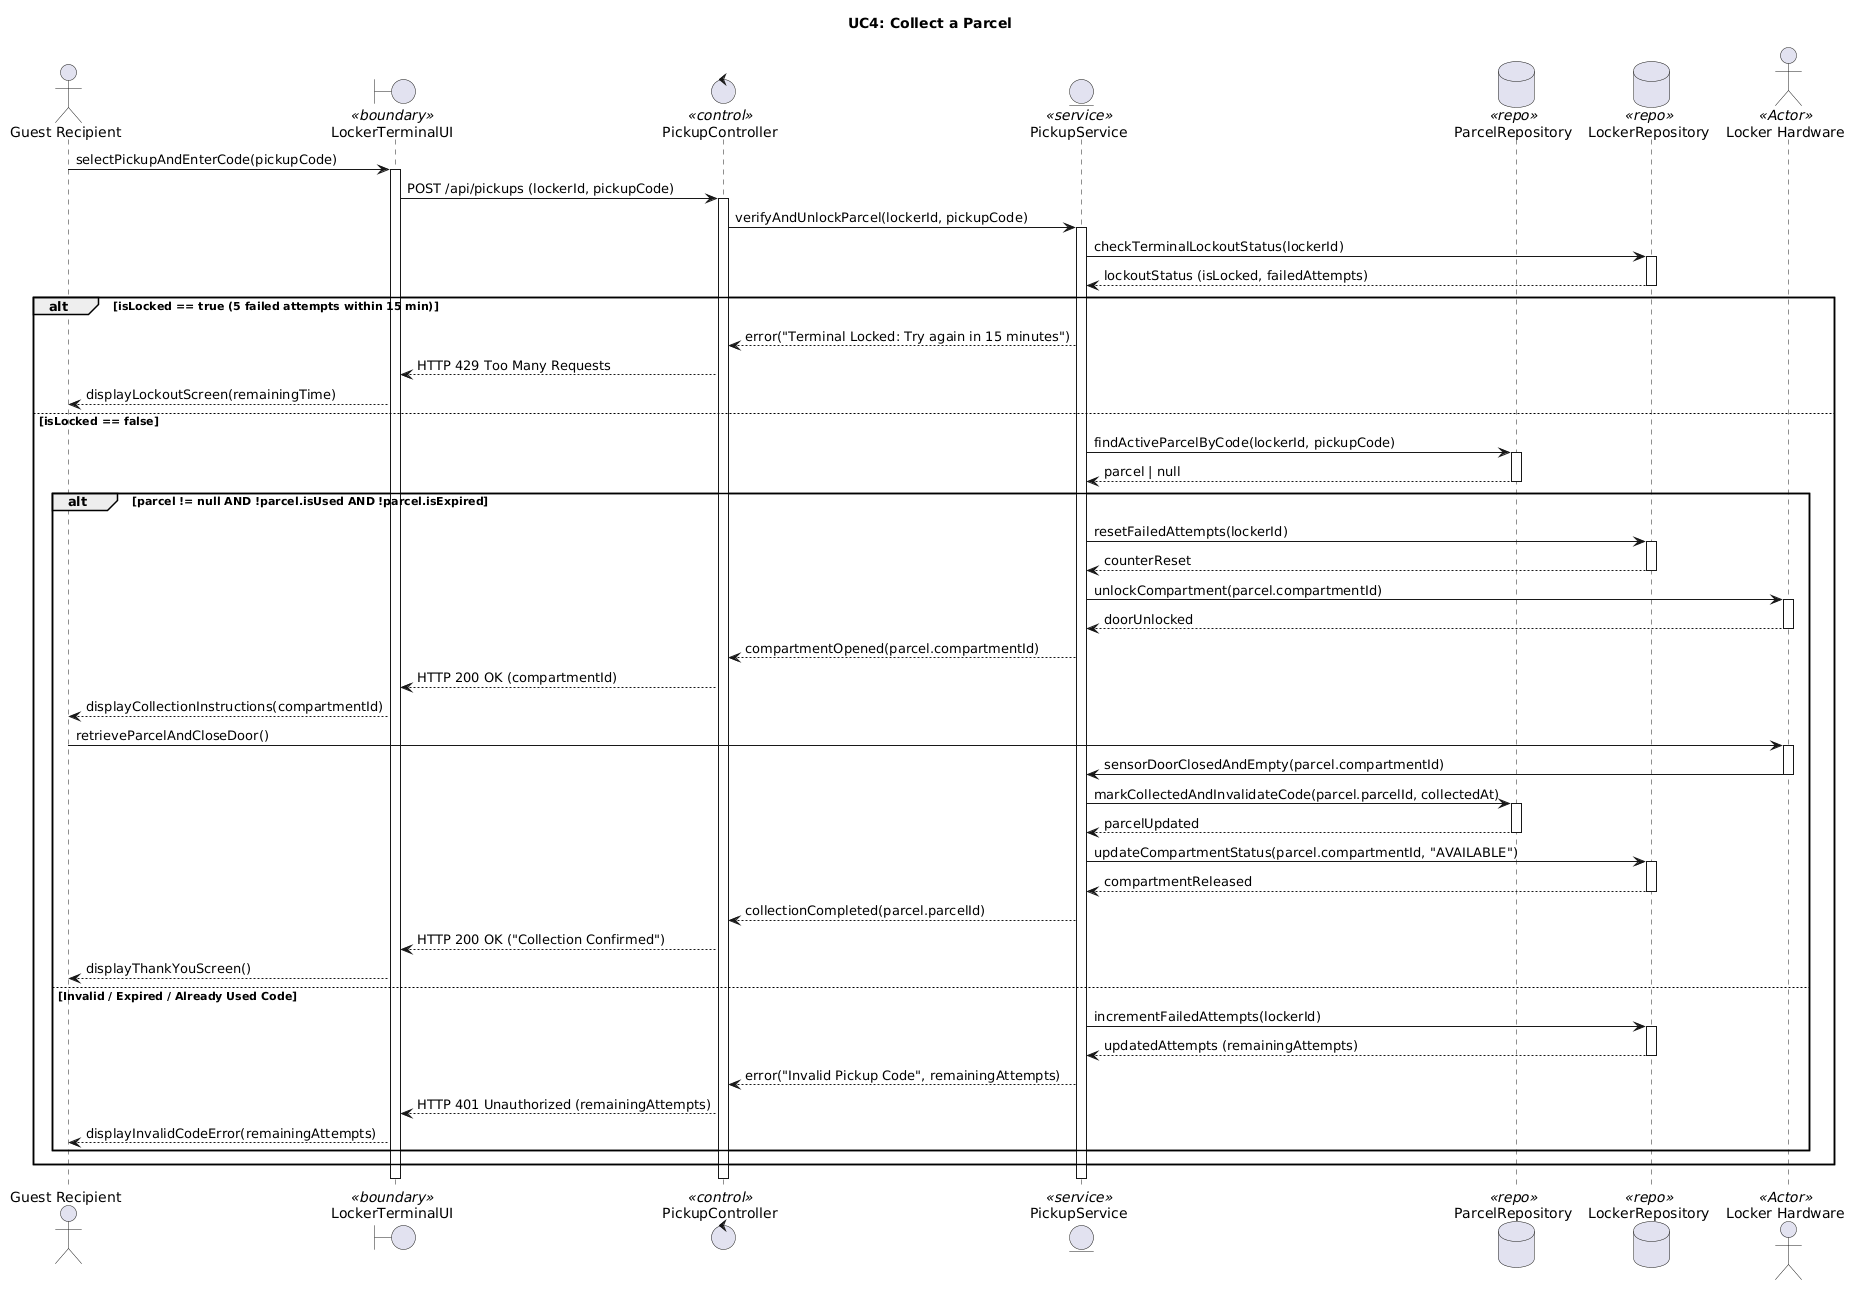 UC4: Collect a Parcel
Guest Recipient
«boundary»
LockerTerminalUI
«control»
PickupController
«service»
PickupService
«repo»
ParcelRepository
«repo»
LockerRepository
«Actor»
Locker Hardware
selectPickupAndEnterCode(pickupCode)
POST /api/pickups (lockerId, pickupCode)
verifyAndUnlockParcel(lockerId, pickupCode)
checkTerminalLockoutStatus(lockerId)
lockoutStatus (isLocked, failedAttempts)
alt [isLocked == true (5 failed attempts within 15 min)]
error("Terminal Locked: Try again in 15 minutes")
HTTP 429 Too Many Requests
displayLockoutScreen(remainingTime)
[isLocked == false]
findActiveParcelByCode(lockerId, pickupCode)
parcel | null
alt [parcel != null AND !parcel.isUsed AND !parcel.isExpired]
resetFailedAttempts(lockerId)
counterReset
unlockCompartment(parcel.compartmentId)
doorUnlocked
compartmentOpened(parcel.compartmentId)
HTTP 200 OK (compartmentId)
displayCollectionInstructions(compartmentId)
retrieveParcelAndCloseDoor()
sensorDoorClosedAndEmpty(parcel.compartmentId)
markCollectedAndInvalidateCode(parcel.parcelId, collectedAt)
parcelUpdated
updateCompartmentStatus(parcel.compartmentId, "AVAILABLE")
compartmentReleased
collectionCompleted(parcel.parcelId)
HTTP 200 OK ("Collection Confirmed")
displayThankYouScreen()
[Invalid / Expired / Already Used Code]
incrementFailedAttempts(lockerId)
updatedAttempts (remainingAttempts)
error("Invalid Pickup Code", remainingAttempts)
HTTP 401 Unauthorized (remainingAttempts)
displayInvalidCodeError(remainingAttempts)
Guest Recipient
«boundary»
LockerTerminalUI
«control»
PickupController
«service»
PickupService
«repo»
ParcelRepository
«repo»
LockerRepository
«Actor»
Locker Hardware